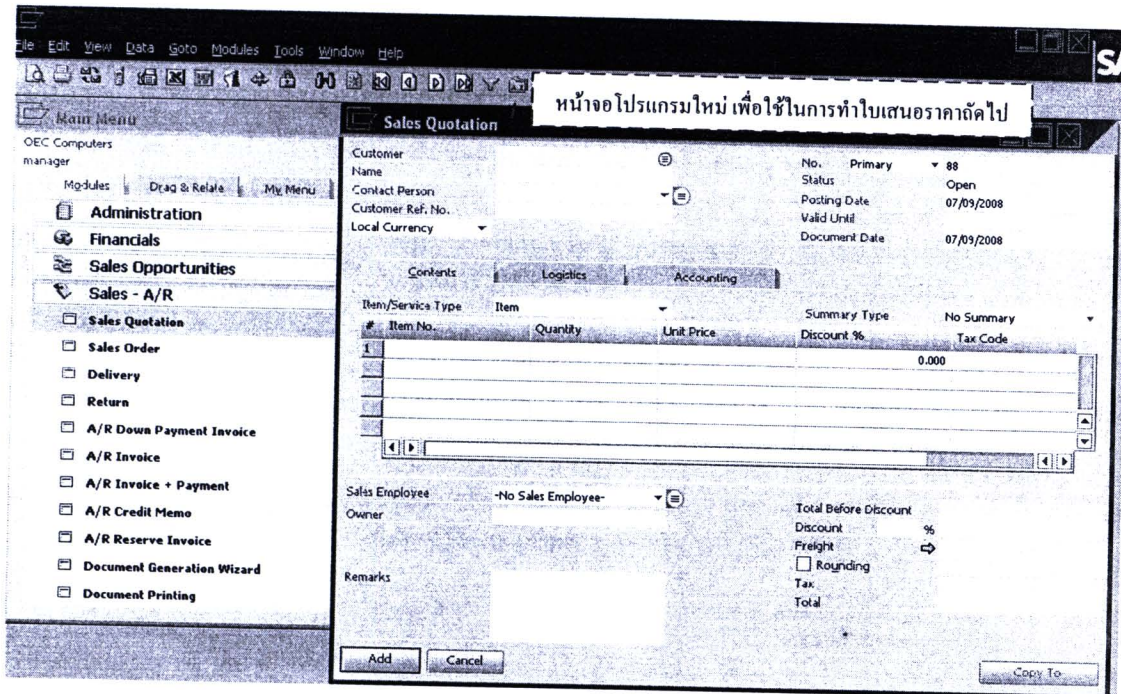 File Edit View Data Goto Modules Tools Window Help
หน้าจอโปรแกรมใหม่ เพื่อใช้ในการทำใบเสนอราคาถัดไป
Main Menu
OEC Computers
manager
Modules Drag & Relate My Menu
Administration
Financials
Sales Opportunities
Sales - A/R
Sales Quotation
Sales Order
Delivery
Return
A/R Down Payment Invoice
A/R Invoice
A/R Invoice + Payment
A/R Credit Memo
A/R Reserve Invoice
Document Generation Wizard
Document Printing
Sales Quotation
Customer
Name
Contact Person
Customer Ref. No.
Local Currency
No. Primary 88
Status Open
Posting Date 07/09/2008
Valid Until
Document Date 07/09/2008
Contents Logistics Accounting
Item/Service Type Item Summary Type No Summary
# Item No. Quantity Unit Price Discount % Tax Code
1 0.000
Sales Employee -No Sales Employee-
Owner
Remarks
Total Before Discount
Discount %
Freight
Rounding
Tax
Total
Add Cancel Copy To